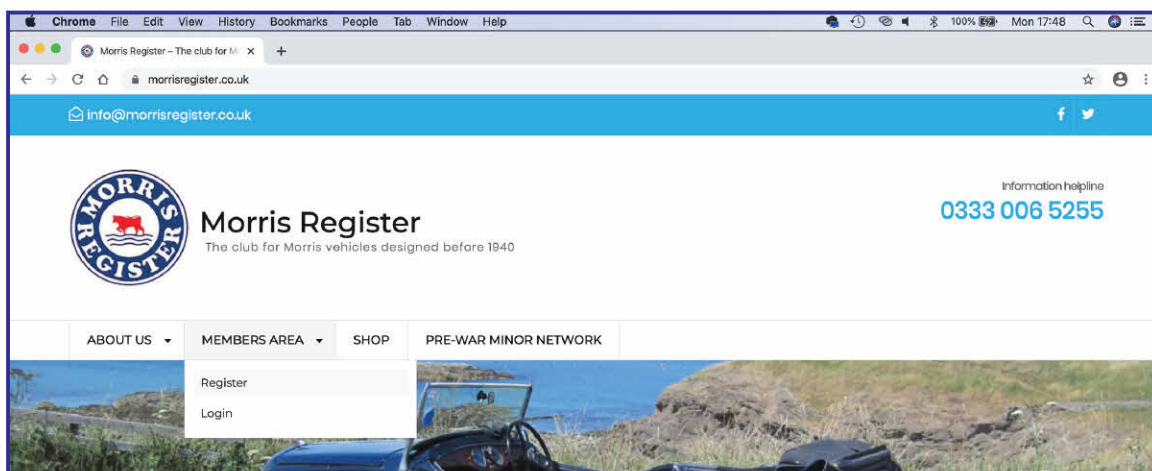 Chrome File Edit View History Bookmarks People Tab Window Help 100% Mon 17:48
Morris Register – The club for M
morrisregister.co.uk
info@morrisregister.co.uk
Information helpline
0333 006 5255
MORRIS REGISTER
Morris Register
The club for Morris vehicles designed before 1940
ABOUT US MEMBERS AREA SHOP PRE-WAR MINOR NETWORK
Register
Login